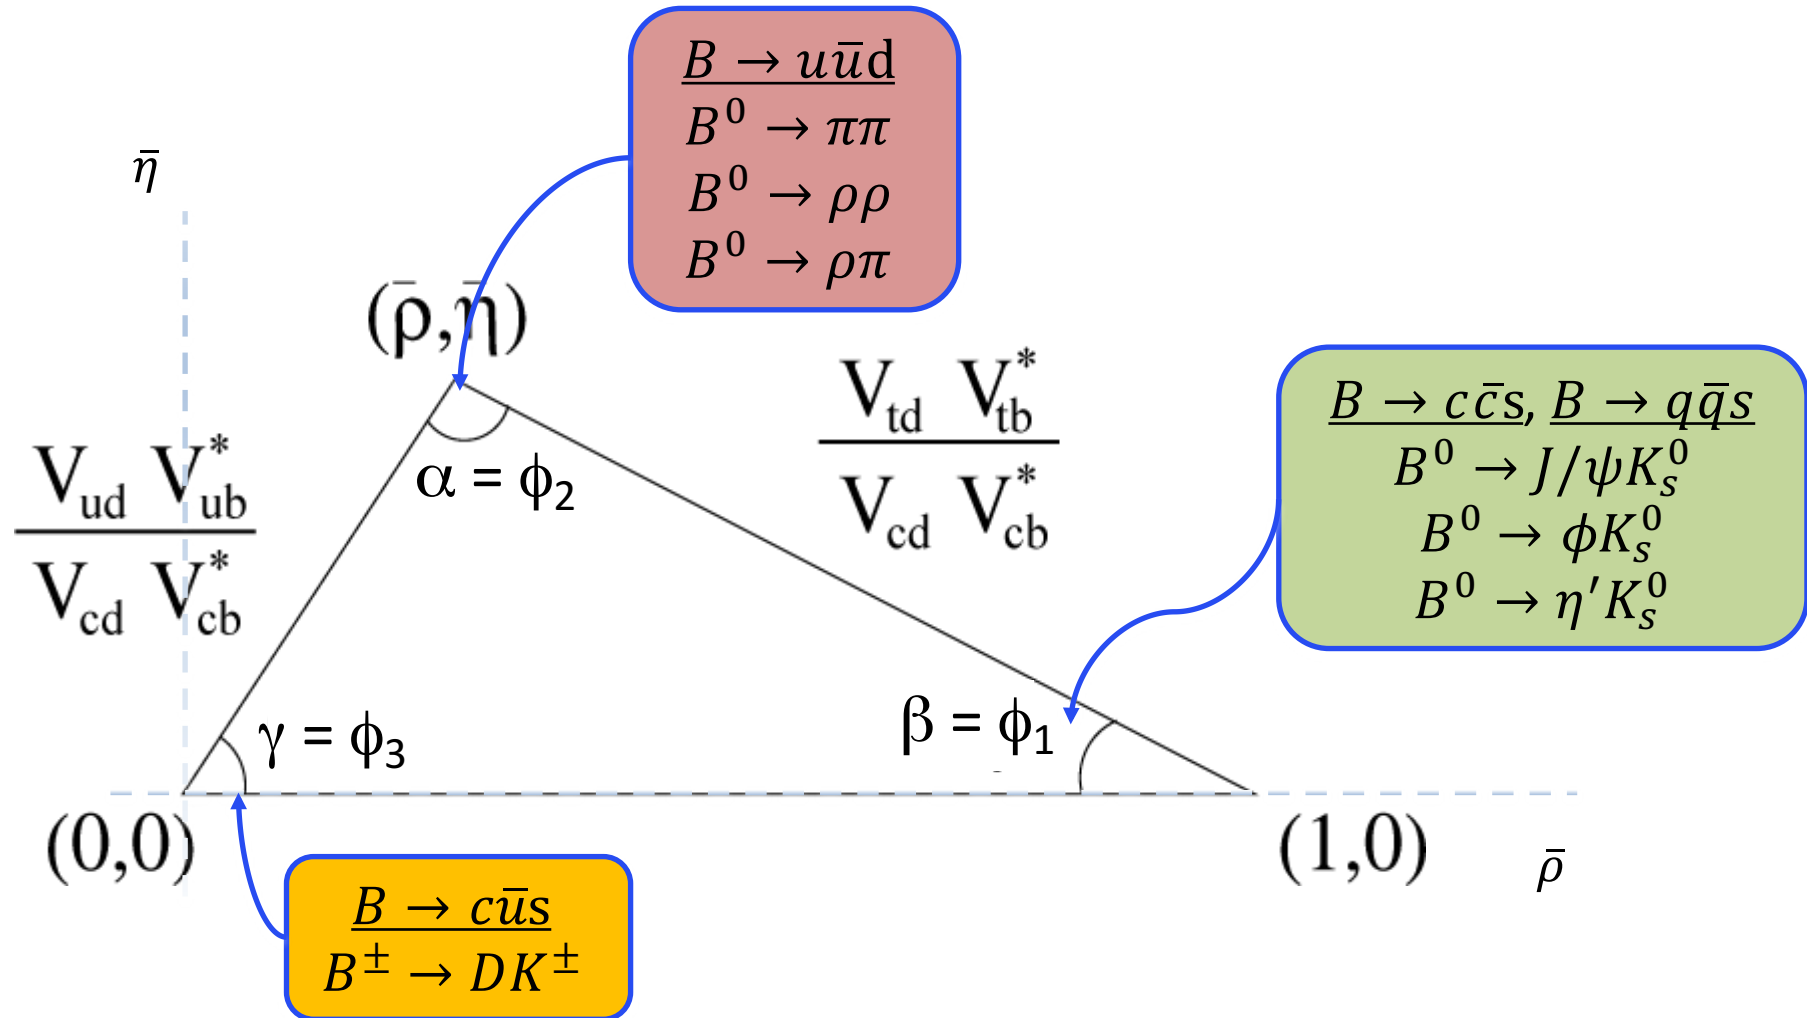 B → uūd
B⁰ → ππ
B⁰ → ρρ
B⁰ → ρπ
η̄
(ρ̄,η̄)
V_td V*_tb
V_cd V*_cb
B → cc̄s, B → qq̄s
B⁰ → J/ψK⁰_s
B⁰ → ϕK⁰_s
B⁰ → η′K⁰_s
V_ud V*_ub
V_cd V*_cb
α = ϕ₂
γ = ϕ₃
β = ϕ₁
(0,0)
(1,0)
ρ̄
B → cūs
B± → DK±